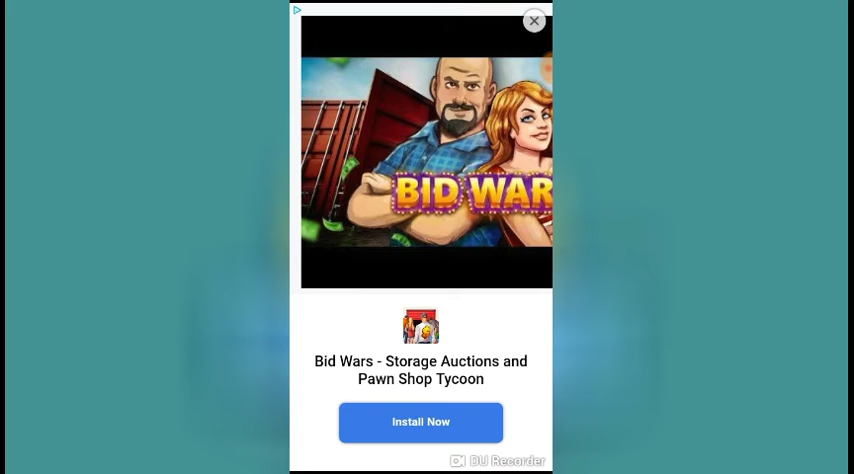 BID WAR
Bid Wars - Storage Auctions and
Pawn Shop Tycoon
Install Now
DU Recorder